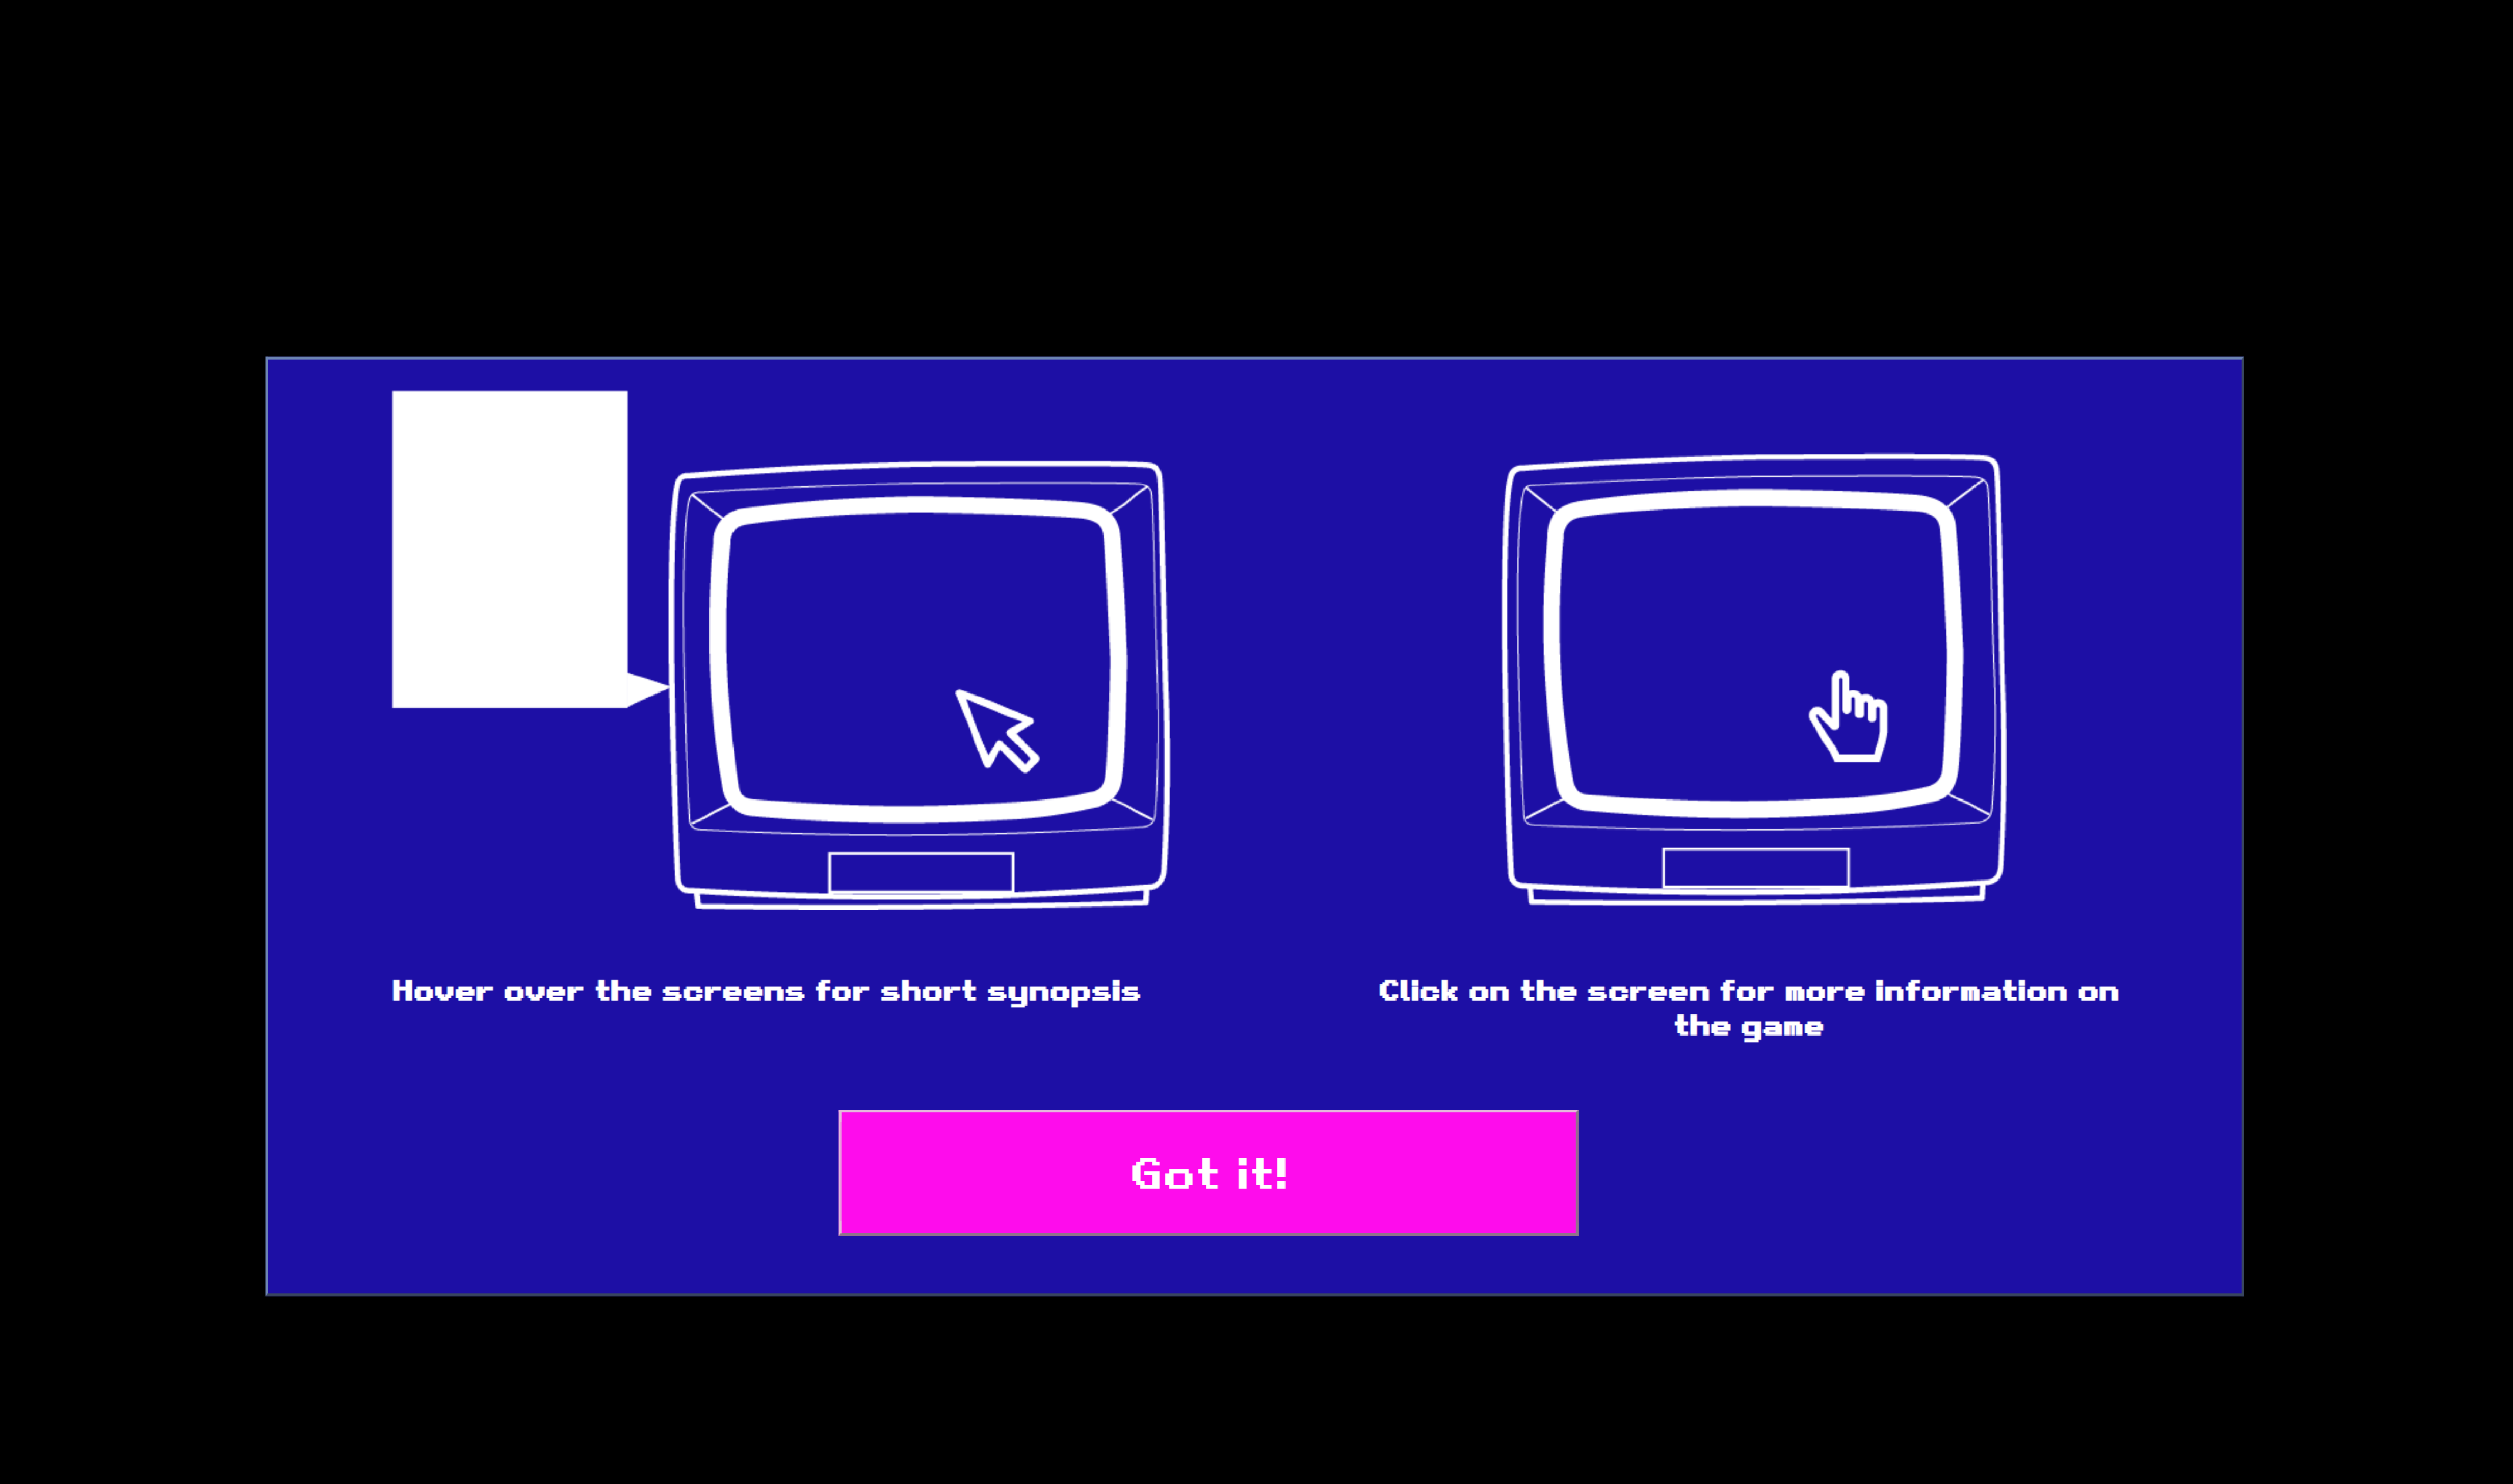 Hover over the screens for short synopsis
Click on the screen for more information on
the game
Got it!